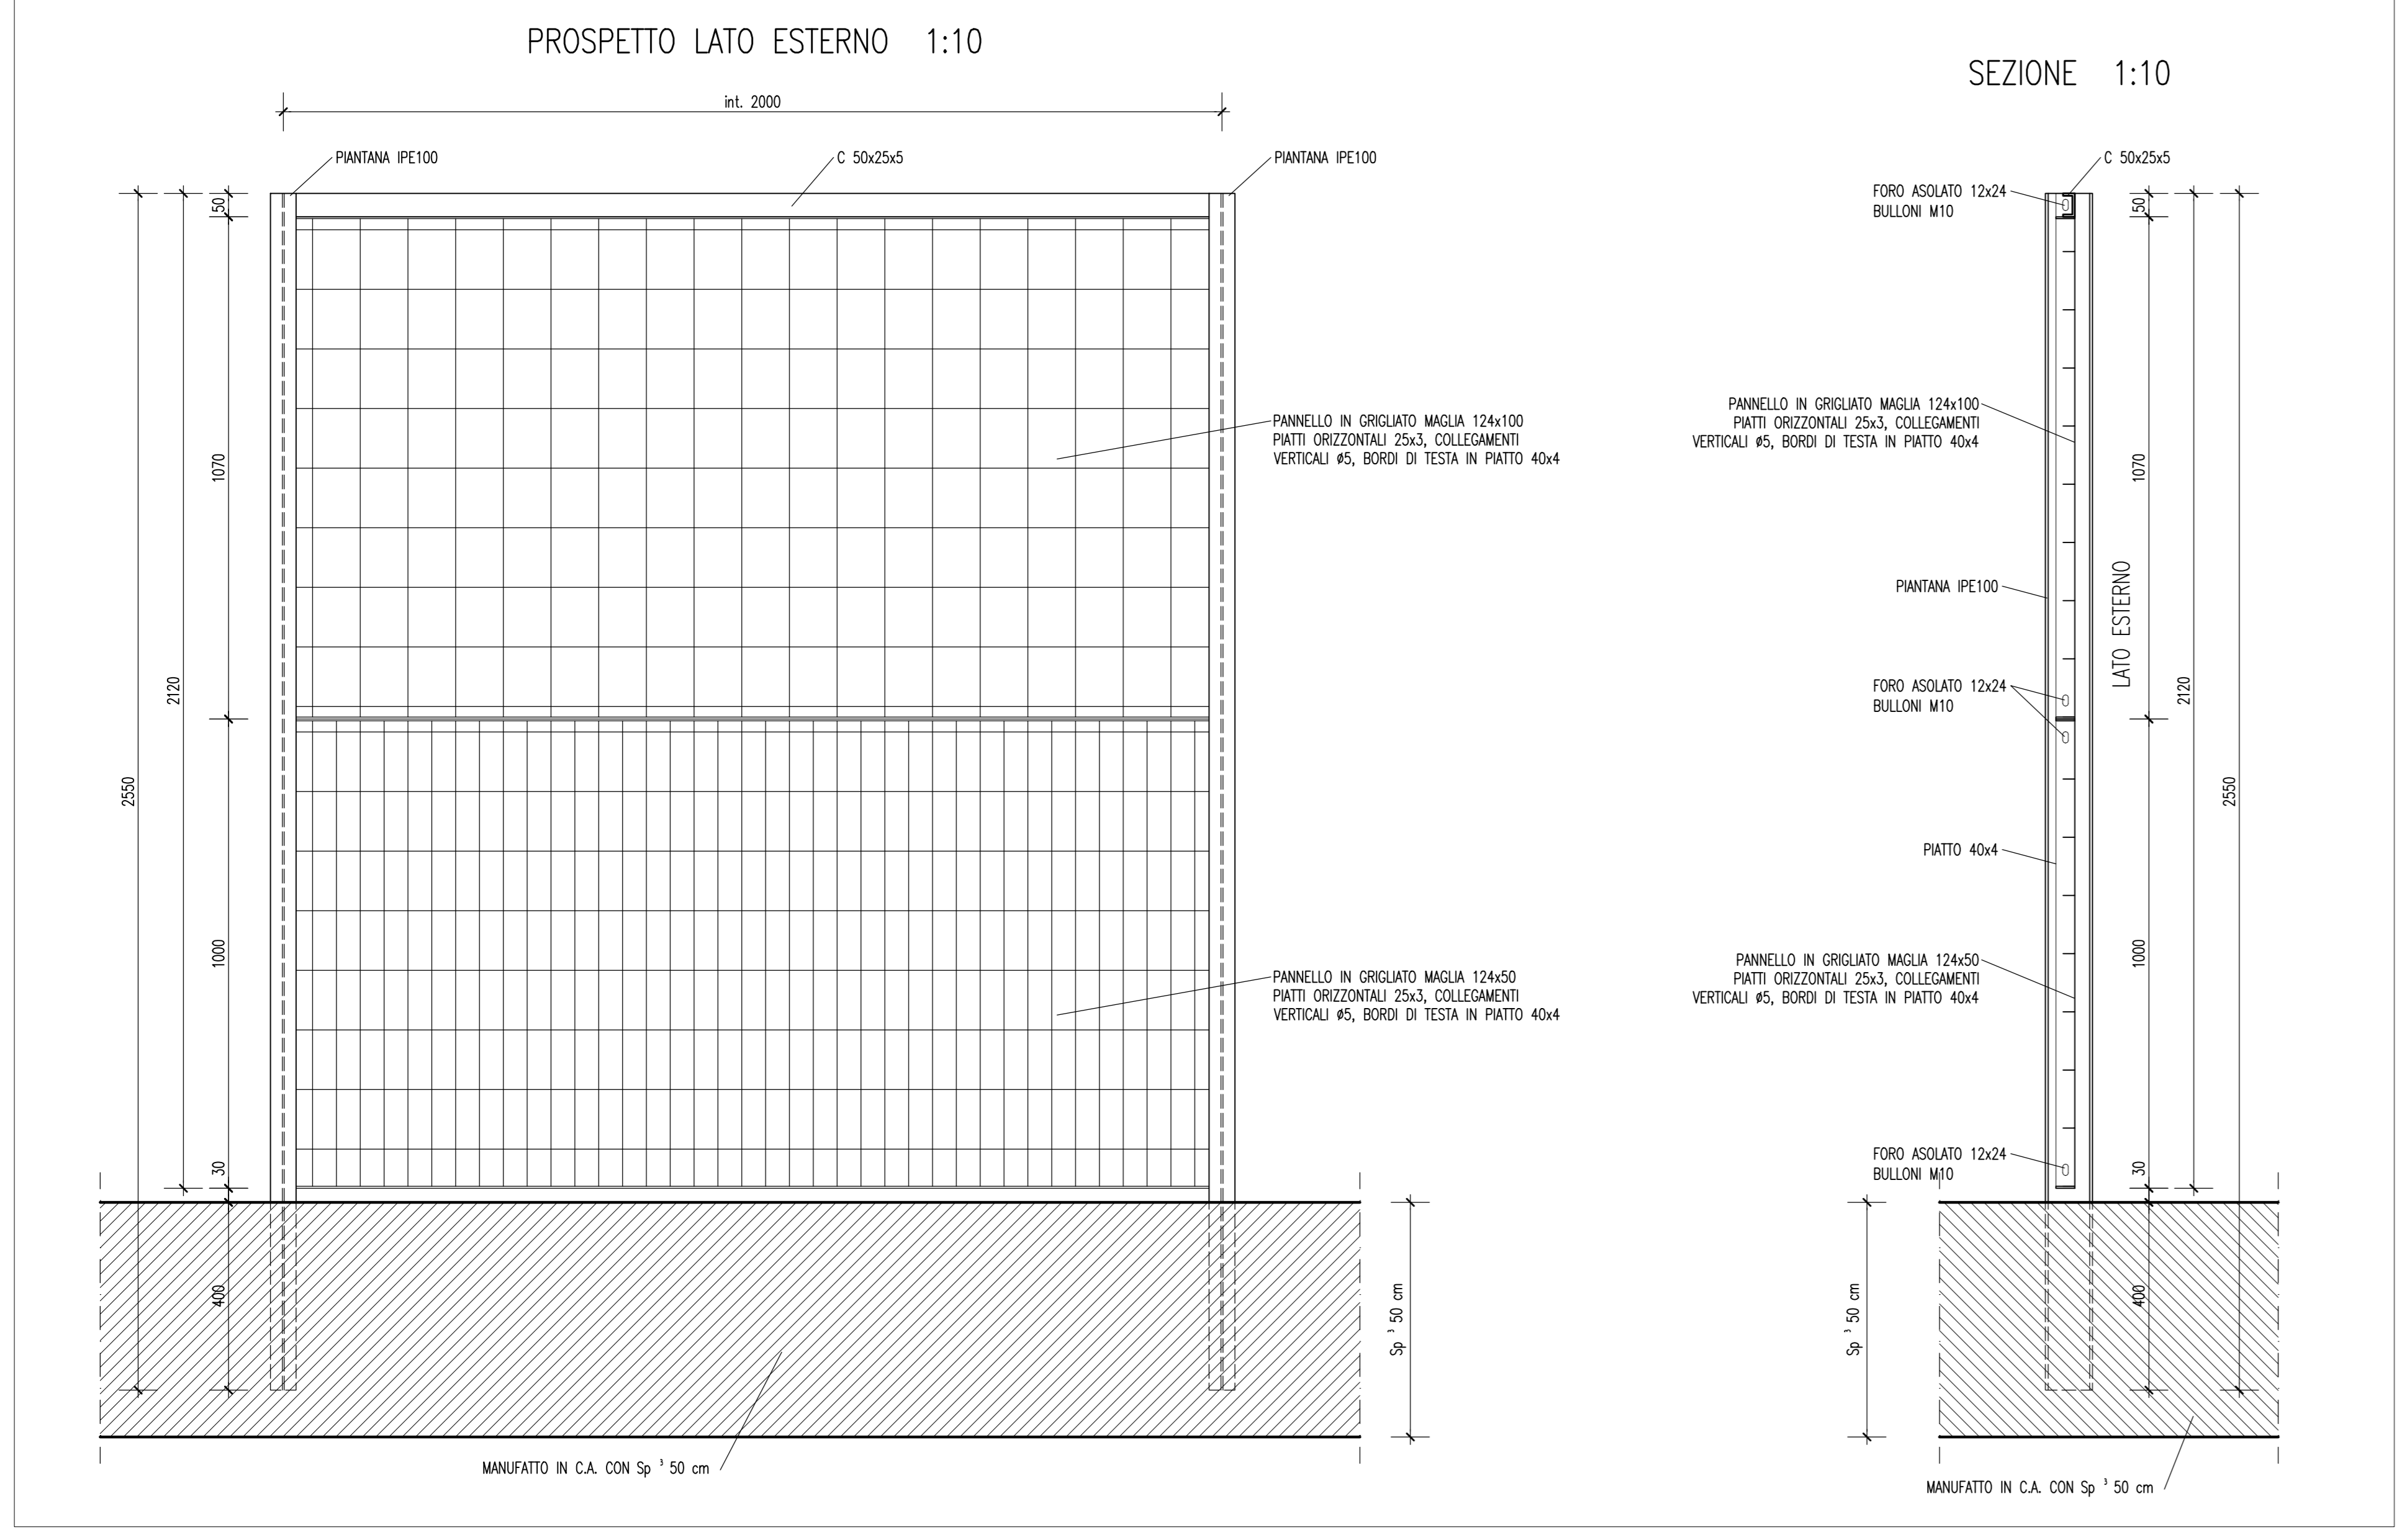 PROSPETTO LATO ESTERNO 1:10
int. 2000
PIANTANA IPE100
C 50x25x5
PIANTANA IPE100
50
1070
2120
2550
1000
30
400
PANNELLO IN GRIGLIATO MAGLIA 124x100
PIATTI ORIZZONTALI 25x3, COLLEGAMENTI
VERTICALI ø5, BORDI DI TESTA IN PIATTO 40x4
PANNELLO IN GRIGLIATO MAGLIA 124x50
PIATTI ORIZZONTALI 25x3, COLLEGAMENTI
VERTICALI ø5, BORDI DI TESTA IN PIATTO 40x4
Sp ³ 50 cm
MANUFATTO IN C.A. CON Sp ³ 50 cm
SEZIONE 1:10
C 50x25x5
FORO ASOLATO 12x24
BULLONI M10
PANNELLO IN GRIGLIATO MAGLIA 124x100
PIATTI ORIZZONTALI 25x3, COLLEGAMENTI
VERTICALI ø5, BORDI DI TESTA IN PIATTO 40x4
PIANTANA IPE100
FORO ASOLATO 12x24
BULLONI M10
PIATTO 40x4
PANNELLO IN GRIGLIATO MAGLIA 124x50
PIATTI ORIZZONTALI 25x3, COLLEGAMENTI
VERTICALI ø5, BORDI DI TESTA IN PIATTO 40x4
FORO ASOLATO 12x24
BULLONI M10
LATO ESTERNO
50
1070
2120
2550
1000
30
400
Sp ³ 50 cm
MANUFATTO IN C.A. CON Sp ³ 50 cm